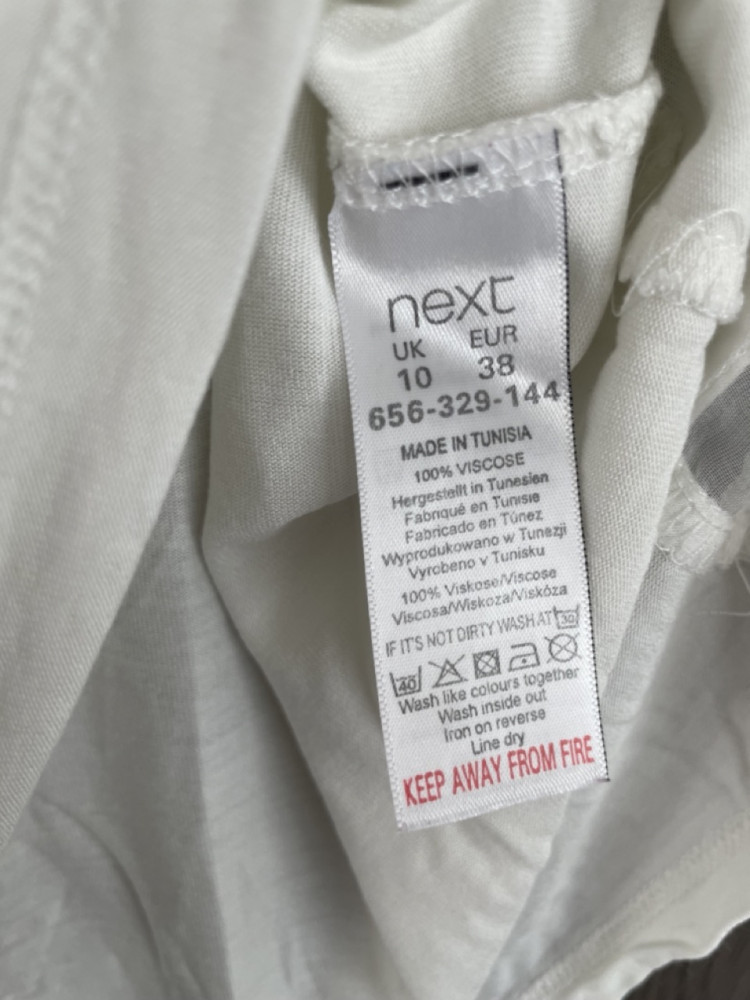 next
UK EUR
10 38
656-329-144
MADE IN TUNISIA
100% VISCOSE
Hergestellt in Tunesien
Fabriqué en Tunisie
Fabricado en Túnez
Wyprodukowano w Tunezji
Vyrobeno v Tunisku
100% Viskose/Viscose
Viscosa/Wiskoza/Viskóza
IF IT'S NOT DIRTY WASH AT 30
40
Wash like colours together
Wash inside out
Iron on reverse
Line dry
KEEP AWAY FROM FIRE